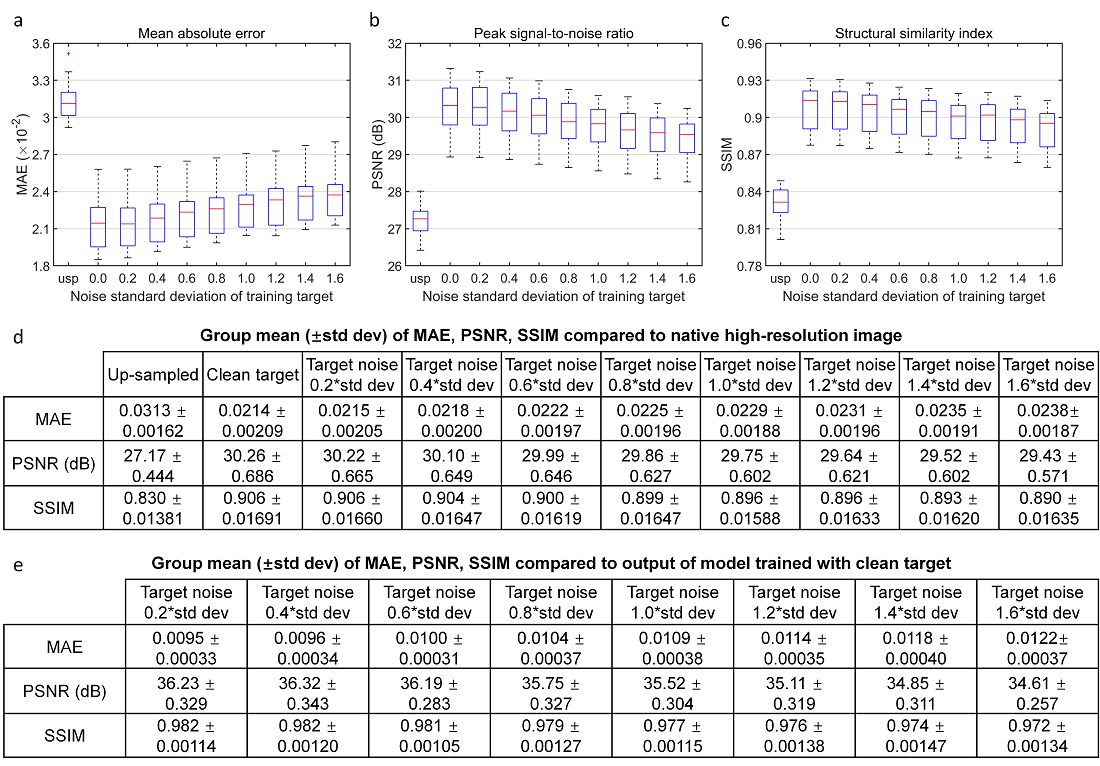 a
b
c
Mean absolute error
Peak signal-to-noise ratio
Structural similarity index
3.6
3.3
3
2.7
2.4
2.1
1.8
MAE (×10⁻²)
usp 0.0 0.2 0.4 0.6 0.8 1.0 1.2 1.4 1.6
Noise standard deviation of training target
32
31
30
29
28
27
26
PSNR (dB)
usp 0.0 0.2 0.4 0.6 0.8 1.0 1.2 1.4 1.6
Noise standard deviation of training target
0.96
0.93
0.9
0.87
0.84
0.81
0.78
SSIM
usp 0.0 0.2 0.4 0.6 0.8 1.0 1.2 1.4 1.6
Noise standard deviation of training target
d
Group mean (±std dev) of MAE, PSNR, SSIM compared to native high-resolution image
Up-sampled Clean target Target noise Target noise Target noise Target noise Target noise Target noise Target noise Target noise
0.2*std dev 0.4*std dev 0.6*std dev 0.8*std dev 1.0*std dev 1.2*std dev 1.4*std dev 1.6*std dev
MAE
0.0313 ± 0.0214 ± 0.0215 ± 0.0218 ± 0.0222 ± 0.0225 ± 0.0229 ± 0.0231 ± 0.0235 ± 0.0238±
0.00162 0.00209 0.00205 0.00200 0.00197 0.00196 0.00188 0.00196 0.00191 0.00187
PSNR (dB)
27.17 ± 30.26 ± 30.22 ± 30.10 ± 29.99 ± 29.86 ± 29.75 ± 29.64 ± 29.52 ± 29.43 ±
0.444 0.686 0.665 0.649 0.646 0.627 0.602 0.621 0.602 0.571
SSIM
0.830 ± 0.906 ± 0.906 ± 0.904 ± 0.900 ± 0.899 ± 0.896 ± 0.896 ± 0.893 ± 0.890 ±
0.01381 0.01691 0.01660 0.01647 0.01619 0.01647 0.01588 0.01633 0.01620 0.01635
e
Group mean (±std dev) of MAE, PSNR, SSIM compared to output of model trained with clean target
Target noise Target noise Target noise Target noise Target noise Target noise Target noise Target noise
0.2*std dev 0.4*std dev 0.6*std dev 0.8*std dev 1.0*std dev 1.2*std dev 1.4*std dev 1.6*std dev
MAE
0.0095 ± 0.0096 ± 0.0100 ± 0.0104 ± 0.0109 ± 0.0114 ± 0.0118 ± 0.0122±
0.00033 0.00034 0.00031 0.00037 0.00038 0.00035 0.00040 0.00037
PSNR (dB)
36.23 ± 36.32 ± 36.19 ± 35.75 ± 35.52 ± 35.11 ± 34.85 ± 34.61 ±
0.329 0.343 0.283 0.327 0.304 0.319 0.311 0.257
SSIM
0.982 ± 0.982 ± 0.981 ± 0.979 ± 0.977 ± 0.976 ± 0.974 ± 0.972 ±
0.00114 0.00120 0.00105 0.00127 0.00115 0.00138 0.00147 0.00134